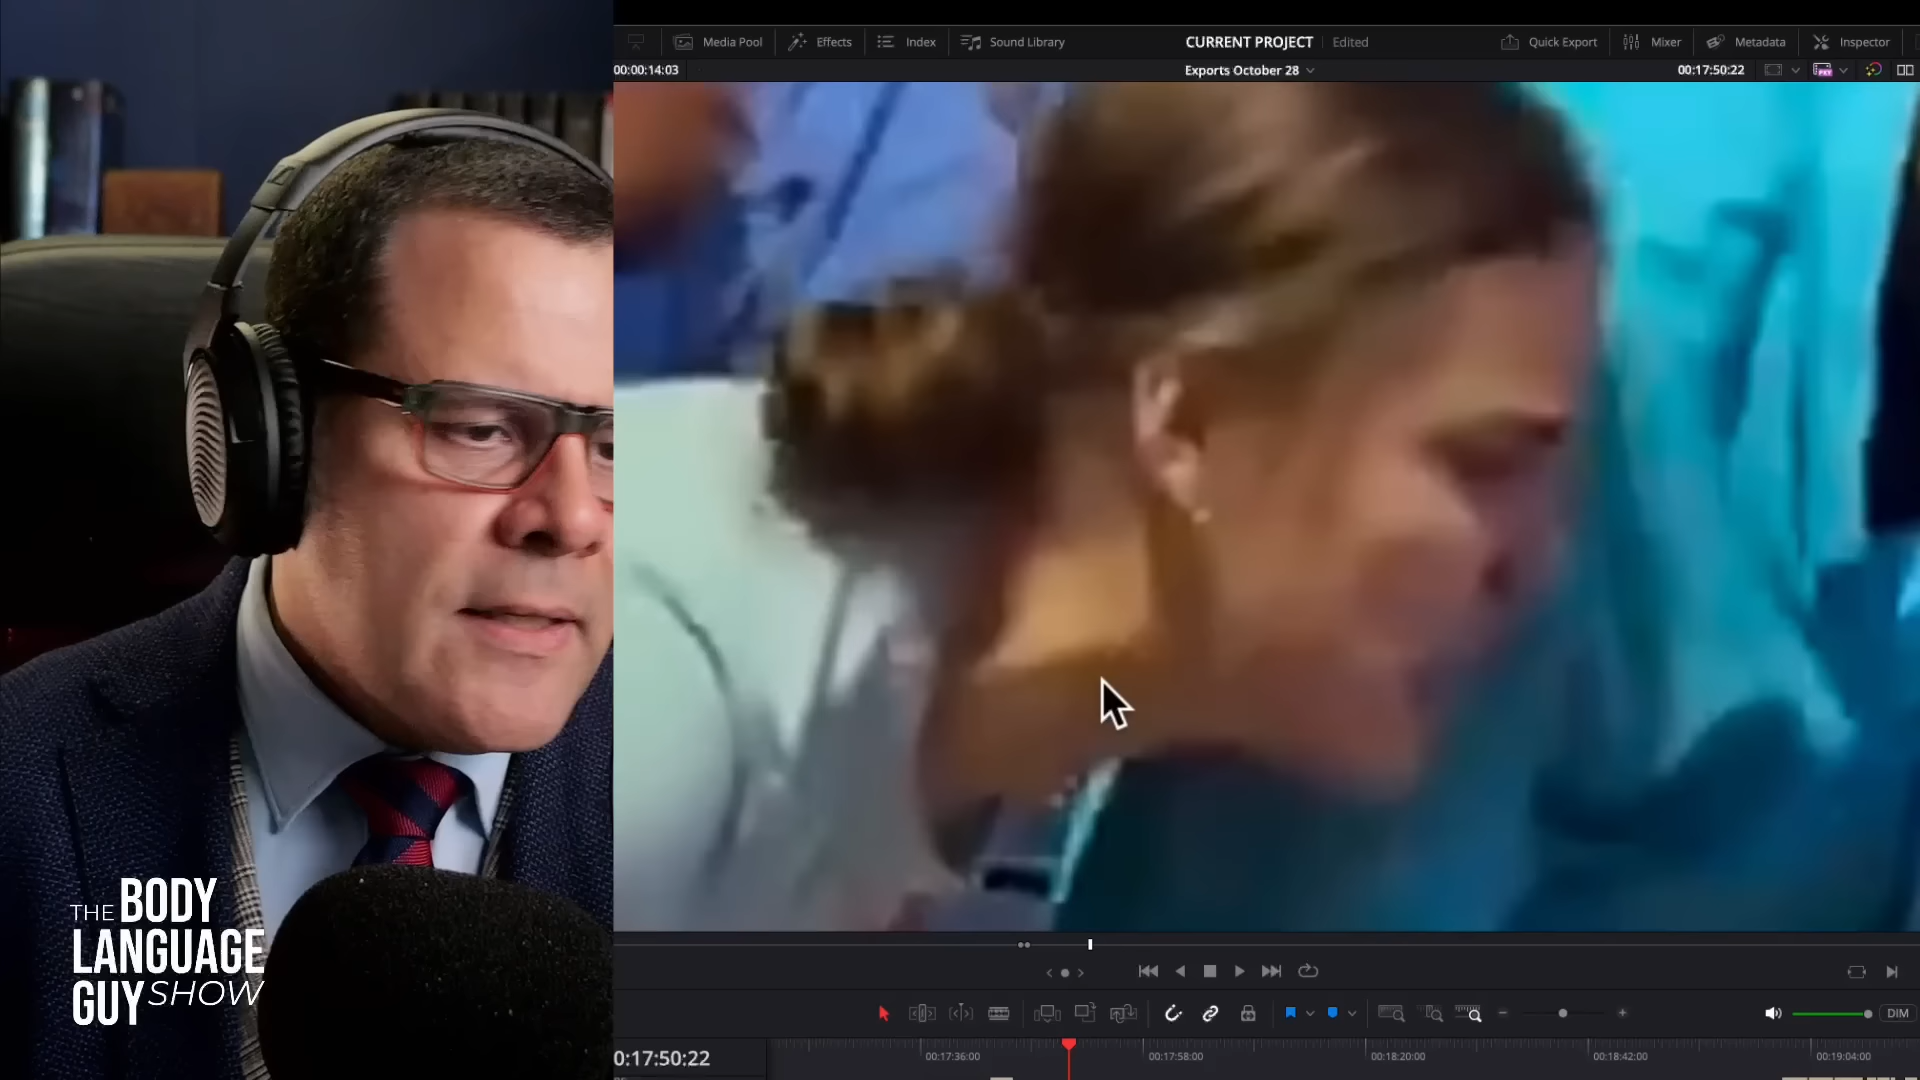 Media Pool
Effects
Index
Sound Library
CURRENT PROJECT
Edited
Quick Export
Mixer
Metadata
Inspector
00:00:14:03
Exports October 28
00:17:50:22
THE BODY
LANGUAGE
GUY SHOW
DIM
0:17:50:22
00:17:36:00
00:17:58:00
00:18:20:00
00:18:42:00
00:19:04:00